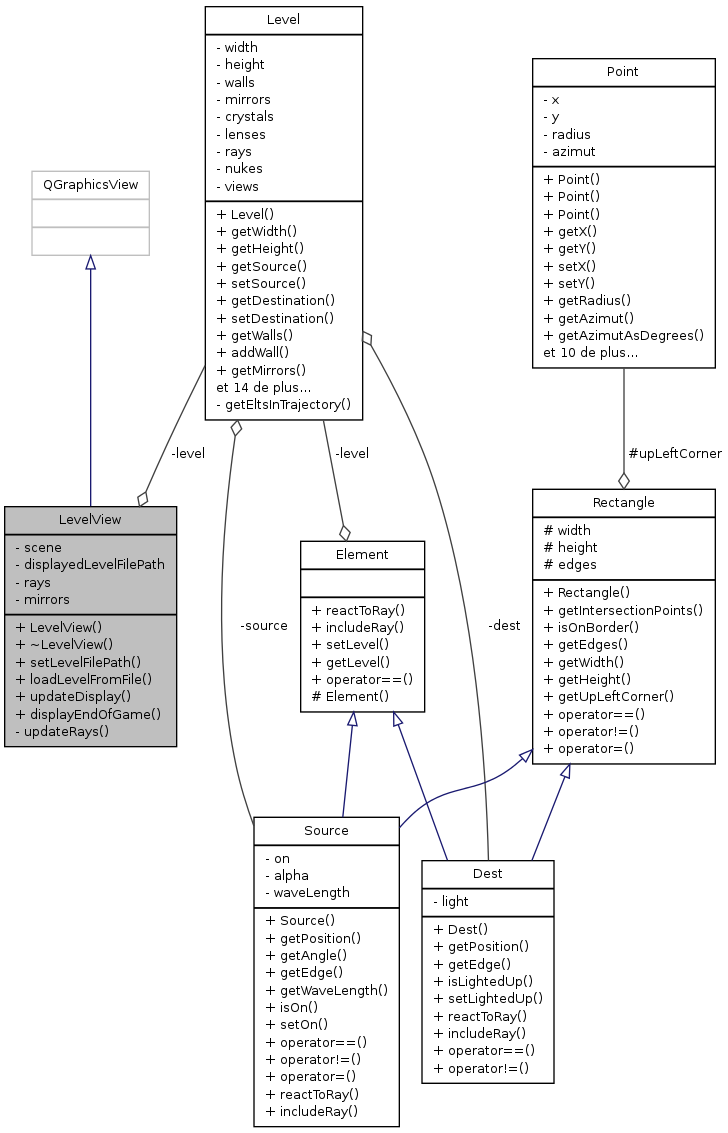 Level
- width
- height
- walls
- mirrors
- crystals
- lenses
- rays
- nukes
- views
+ Level()
+ getWidth()
+ getHeight()
+ getSource()
+ setSource()
+ getDestination()
+ setDestination()
+ getWalls()
+ addWall()
+ getMirrors()
et 14 de plus...
- getEltsInTrajectory()
Point
- x
- y
- radius
- azimut
+ Point()
+ Point()
+ Point()
+ getX()
+ getY()
+ setX()
+ setY()
+ getRadius()
+ getAzimut()
+ getAzimutAsDegrees()
et 10 de plus...
QGraphicsView
-level
-level
#upLeftCorner
LevelView
- scene
- displayedLevelFilePath
- rays
- mirrors
+ LevelView()
+ ~LevelView()
+ setLevelFilePath()
+ loadLevelFromFile()
+ updateDisplay()
+ displayEndOfGame()
- updateRays()
-source
Element
+ reactToRay()
+ includeRay()
+ setLevel()
+ getLevel()
+ operator==()
# Element()
-dest
Rectangle
# width
# height
# edges
+ Rectangle()
+ getIntersectionPoints()
+ isOnBorder()
+ getEdges()
+ getWidth()
+ getHeight()
+ getUpLeftCorner()
+ operator==()
+ operator!=()
+ operator=()
Source
- on
- alpha
- waveLength
+ Source()
+ getPosition()
+ getAngle()
+ getEdge()
+ getWaveLength()
+ isOn()
+ setOn()
+ operator==()
+ operator!=()
+ operator=()
+ reactToRay()
+ includeRay()
Dest
- light
+ Dest()
+ getPosition()
+ getEdge()
+ isLightedUp()
+ setLightedUp()
+ reactToRay()
+ includeRay()
+ operator==()
+ operator!=()